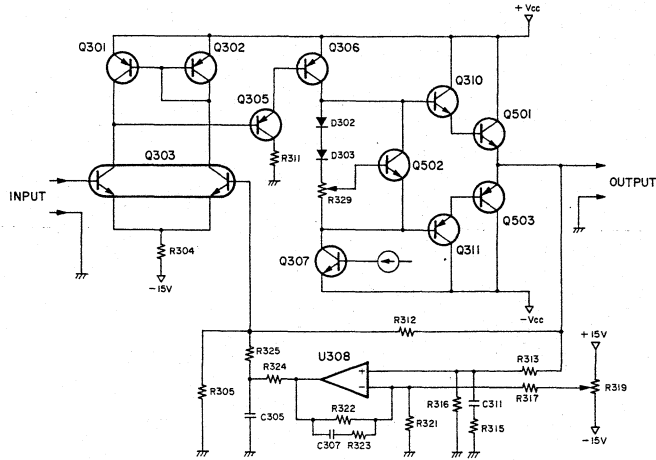 + Vcc
Q301
Q302
Q306
Q310
Q305
Q501
D302
Q303
R311
D303
Q502
INPUT
R329
OUTPUT
Q503
R304
Q307
Q311
-15V
- Vcc
R312
+15V
R325
U308
R324
R313
+
-
R305
R322
R316
C311
R317
R319
C305
R321
R315
C307
R323
-15V